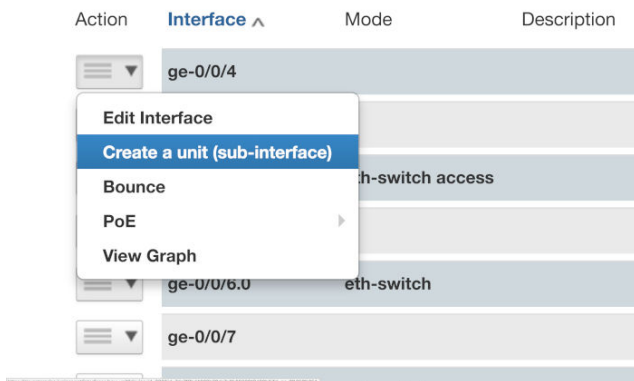 Action Interface Mode Description
ge-0/0/4
Edit Interface
Create a unit (sub-interface)
th-switch access
Bounce
PoE
View Graph
ge-0/0/6.0 eth-switch
ge-0/0/7